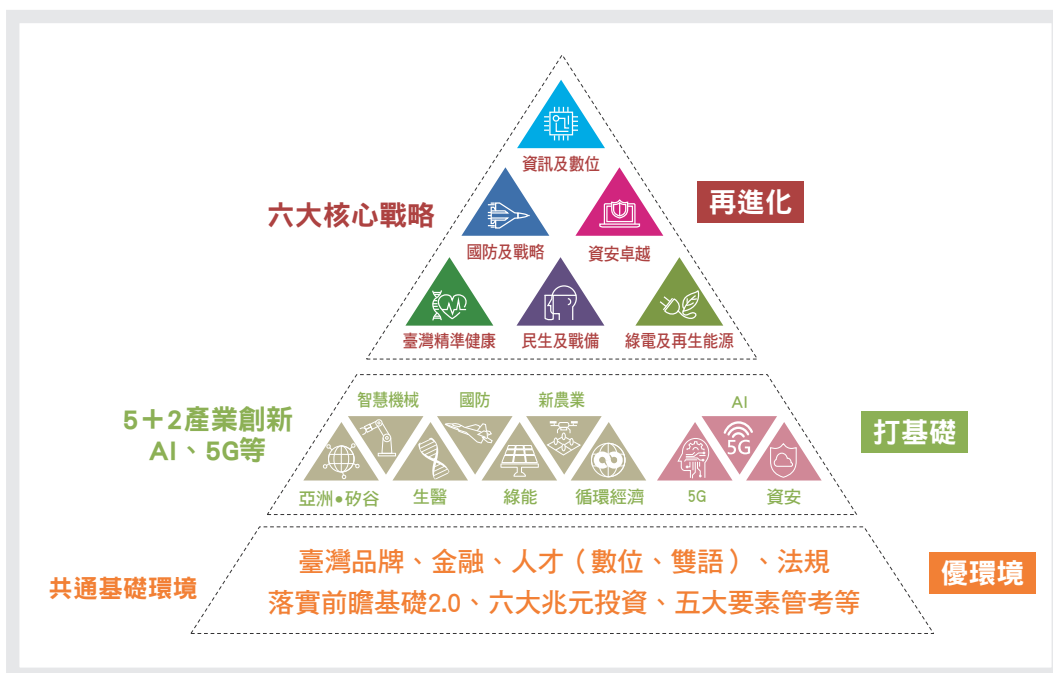 資訊及數位
六大核心戰略
再進化
國防及戰略
資安卓越
臺灣精準健康
民生及戰備
綠電及再生能源
5＋2產業創新
AI、5G等
打基礎
智慧機械
國防
新農業
AI
5G
亞洲•矽谷
生醫
綠能
循環經濟
5G
資安
共通基礎環境
優環境
臺灣品牌、金融、人才（數位、雙語）、法規
落實前瞻基礎2.0、六大兆元投資、五大要素管考等